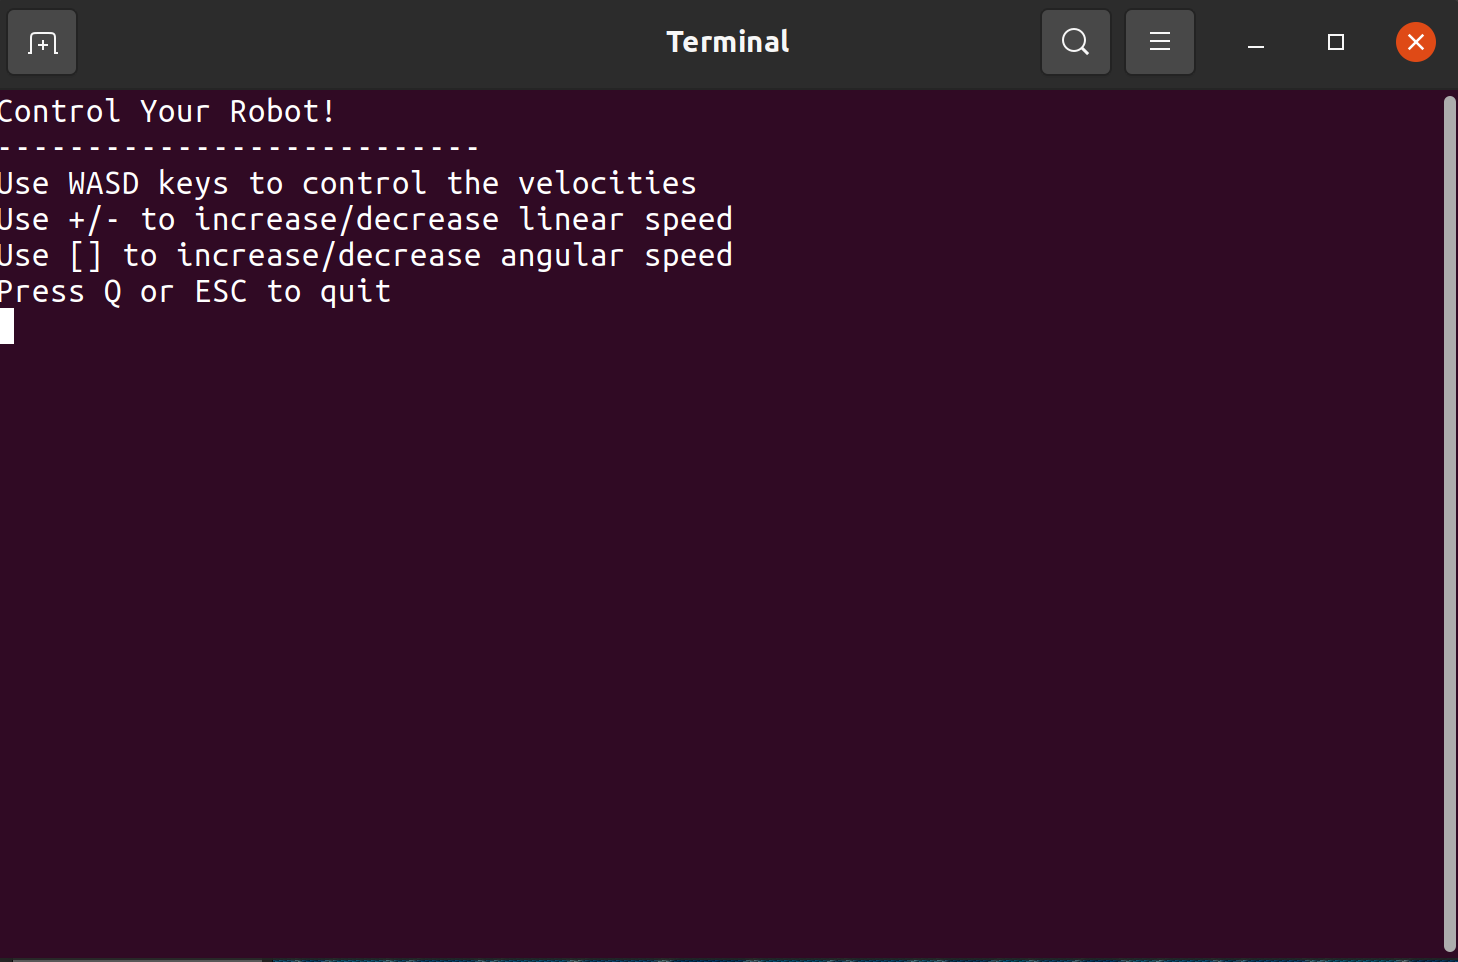 Terminal
Control Your Robot!
---------------------------
Use WASD keys to control the velocities
Use +/- to increase/decrease linear speed
Use [] to increase/decrease angular speed
Press Q or ESC to quit